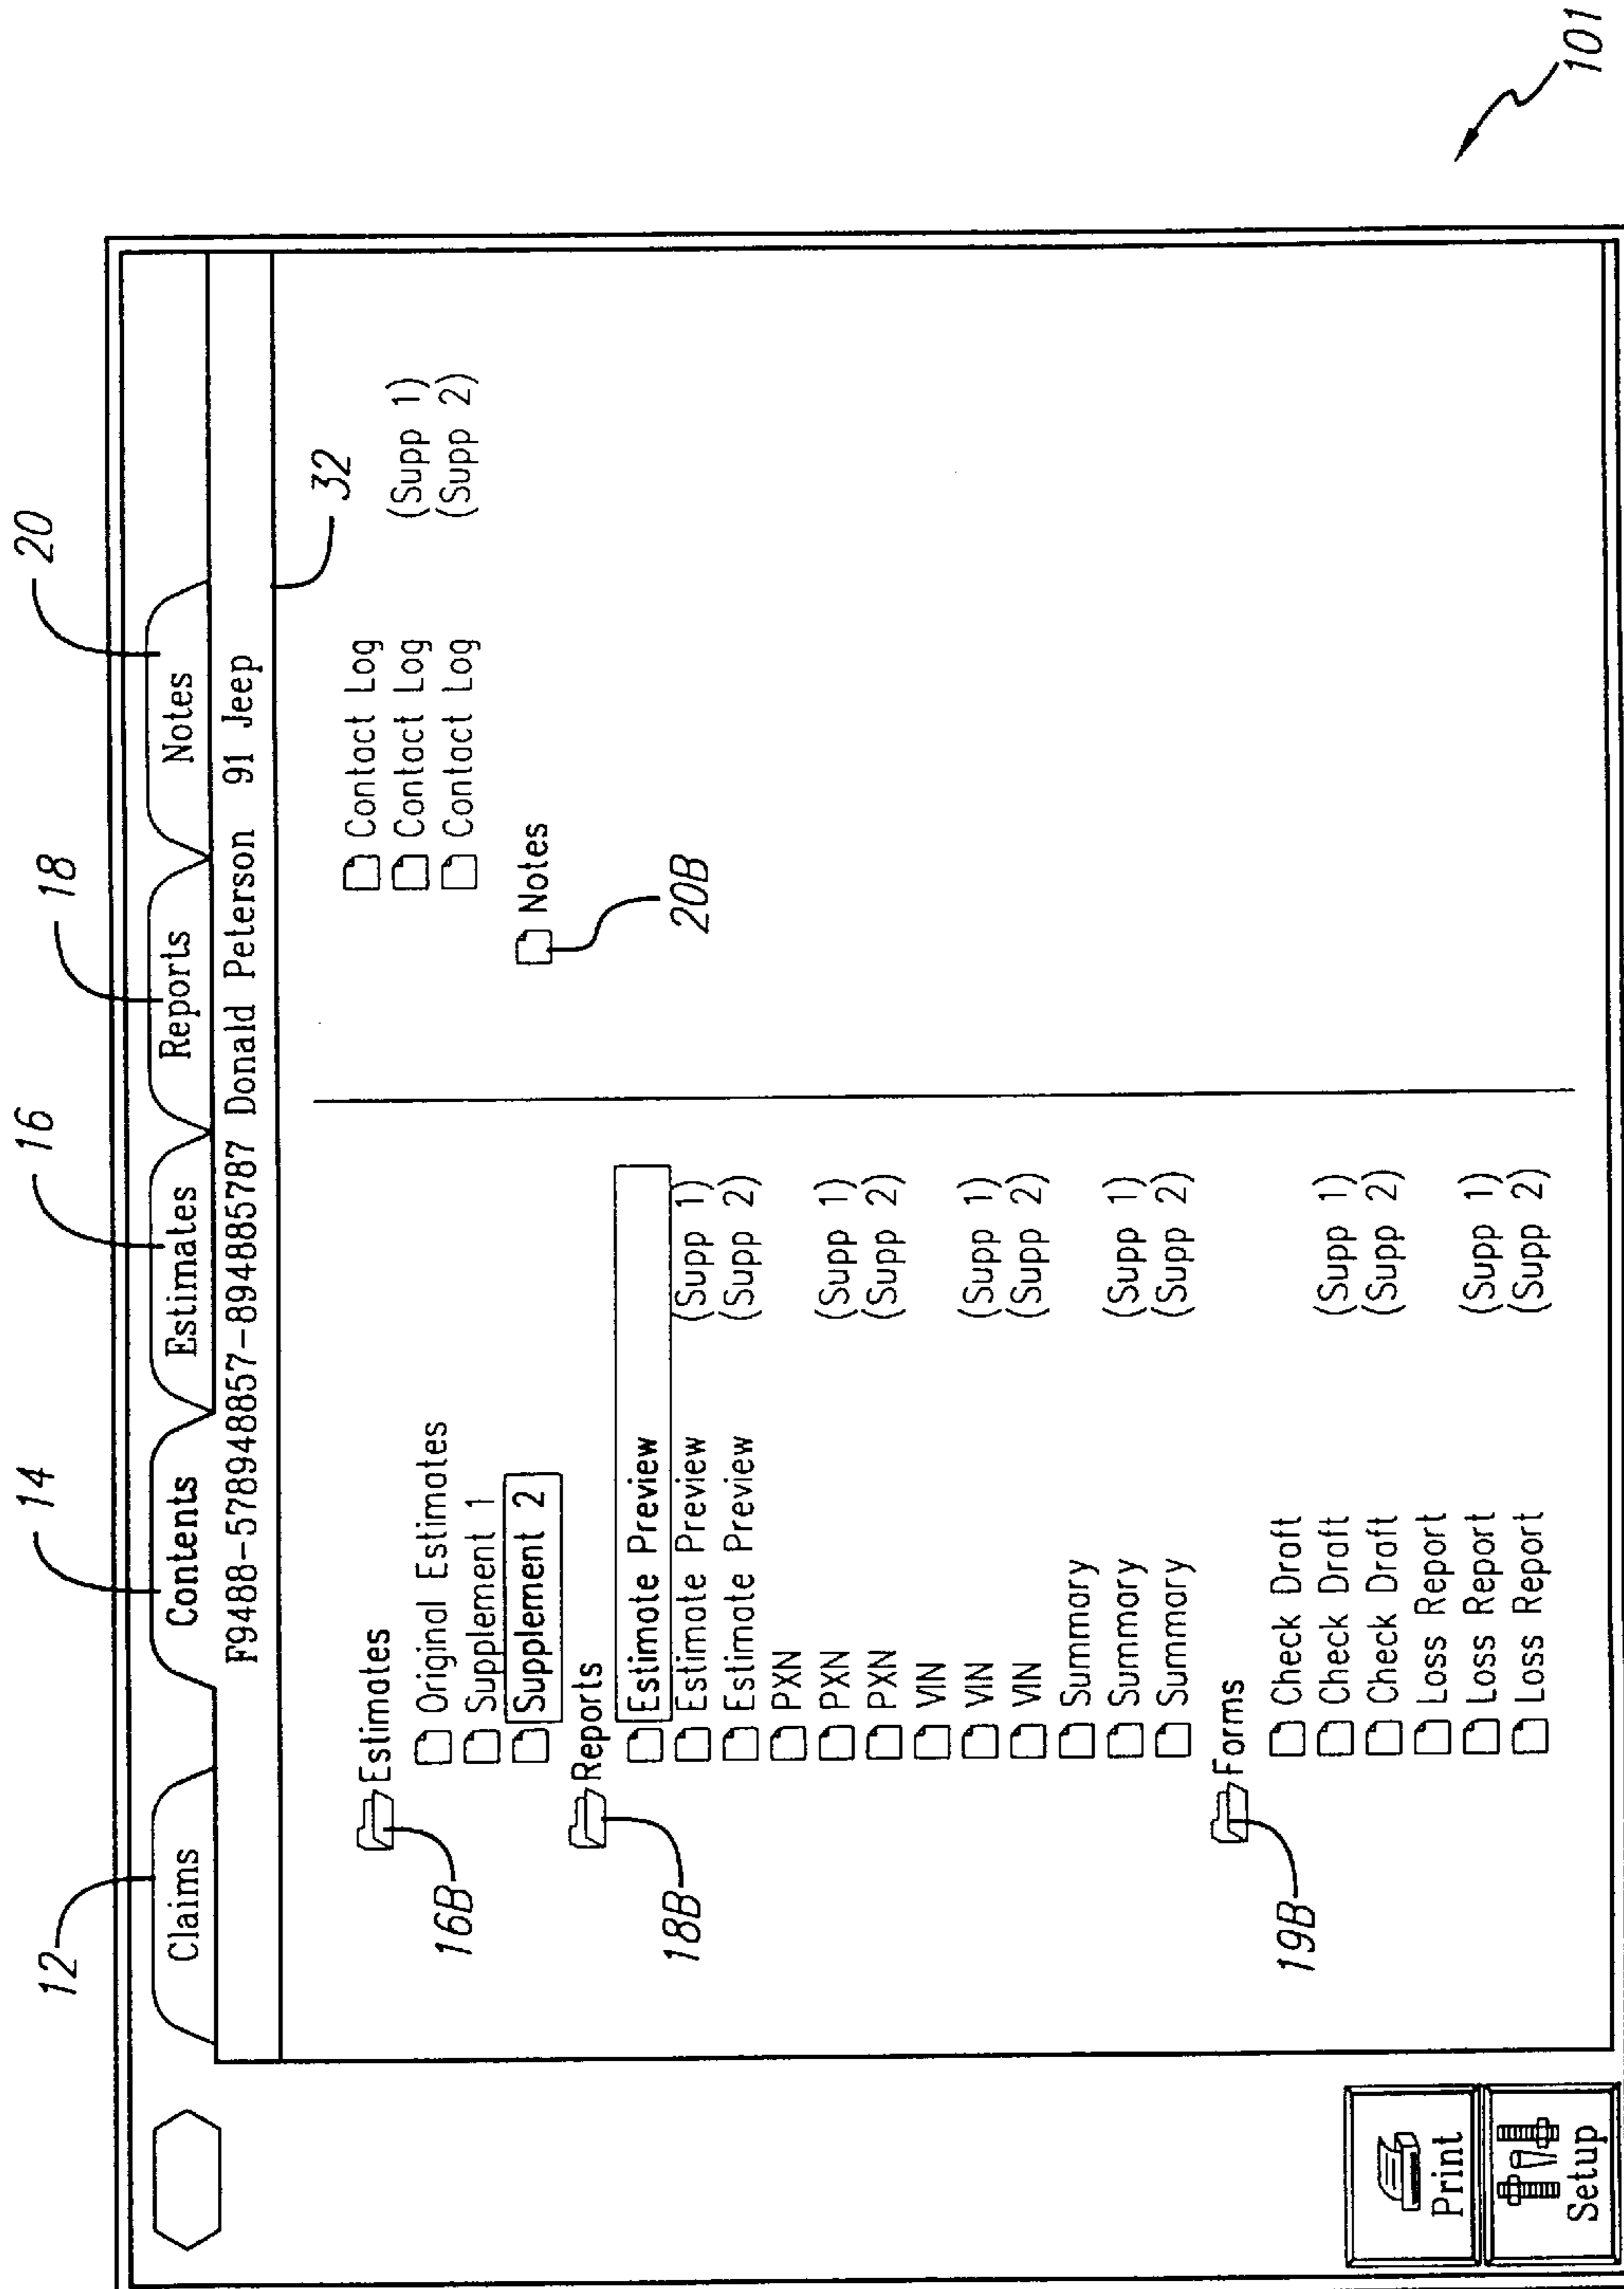 12
14
16
18
20
Claims
Contents
Estimates
Reports
Notes
F9488-578948857-894885787 Donald Peterson 91 Jeep
32
Estimates
16B
Original Estimates
Supplement 1
Supplement 2
Reports
18B
Estimate Preview
Estimate Preview (Supp 1)
Estimate Preview (Supp 2)
PXN
PXN (Supp 1)
PXN (Supp 2)
VIN
VIN (Supp 1)
VIN (Supp 2)
Summary
Summary (Supp 1)
Summary (Supp 2)
Forms
19B
Check Draft
Check Draft (Supp 1)
Check Draft (Supp 2)
Loss Report
Loss Report (Supp 1)
Loss Report (Supp 2)
Contact Log
Contact Log (Supp 1)
Contact Log (Supp 2)
Notes
20B
Print
Setup
101